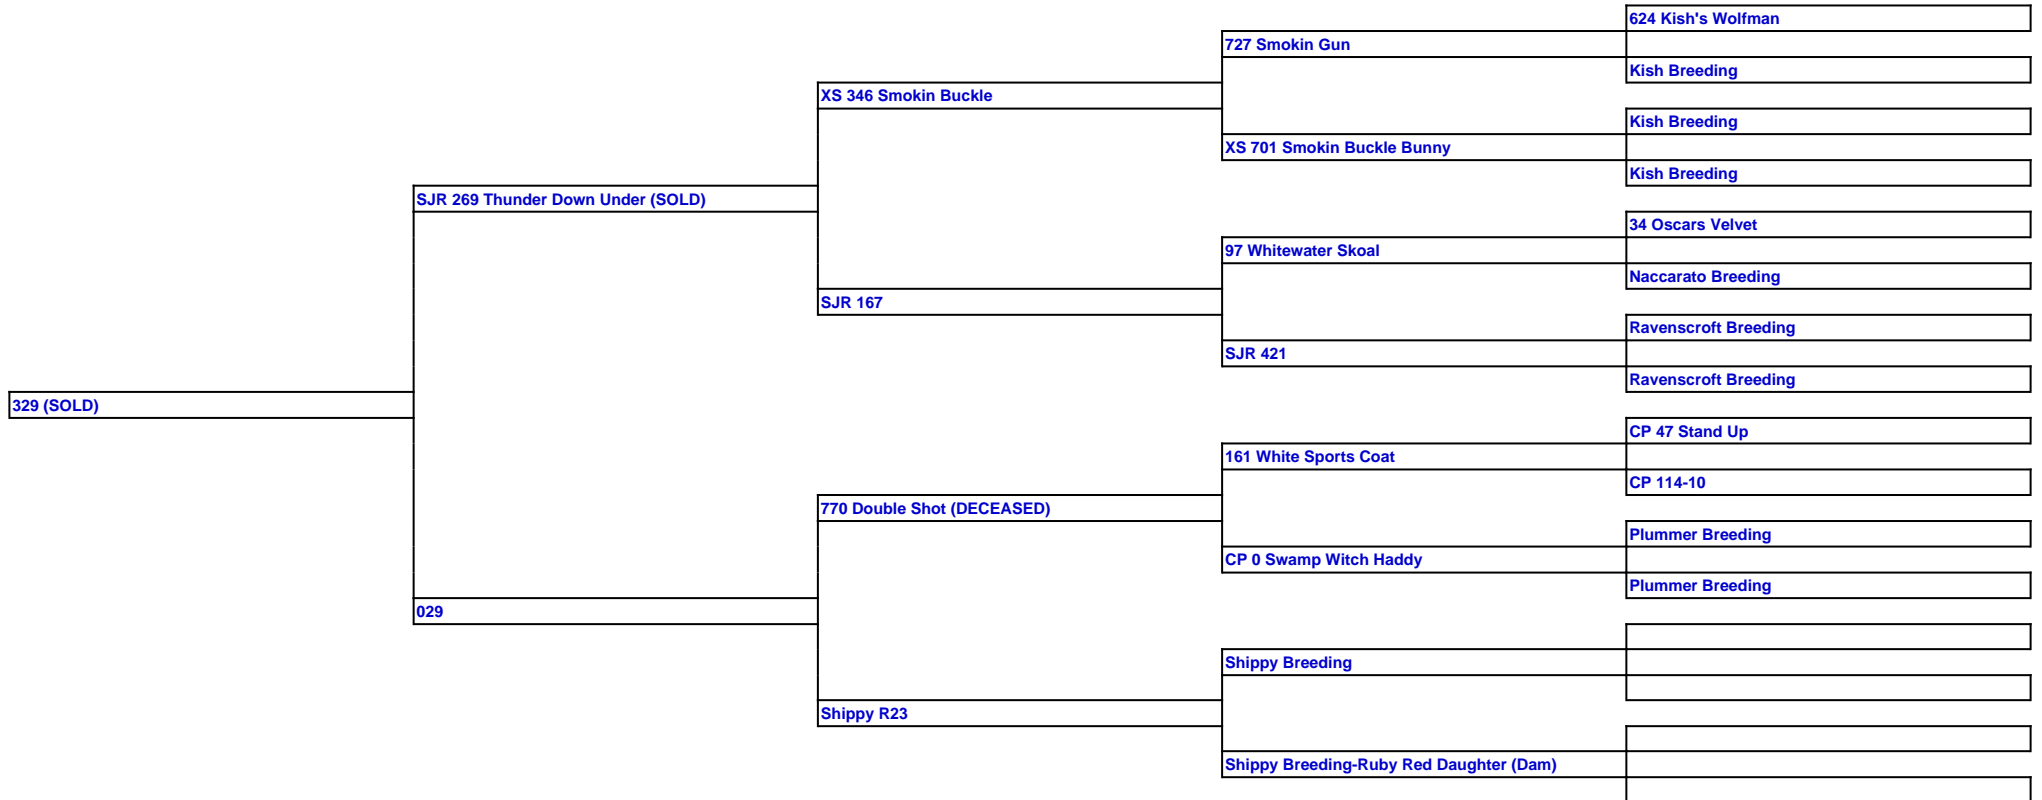 624 Kish's Wolfman
727 Smokin Gun
Kish Breeding
XS 346 Smokin Buckle
Kish Breeding
XS 701 Smokin Buckle Bunny
Kish Breeding
SJR 269 Thunder Down Under (SOLD)
34 Oscars Velvet
97 Whitewater Skoal
Naccarato Breeding
SJR 167
Ravenscroft Breeding
SJR 421
Ravenscroft Breeding
329 (SOLD)
CP 47 Stand Up
161 White Sports Coat
CP 114-10
770 Double Shot (DECEASED)
Plummer Breeding
CP 0 Swamp Witch Haddy
Plummer Breeding
029
Shippy Breeding
Shippy R23
Shippy Breeding-Ruby Red Daughter (Dam)